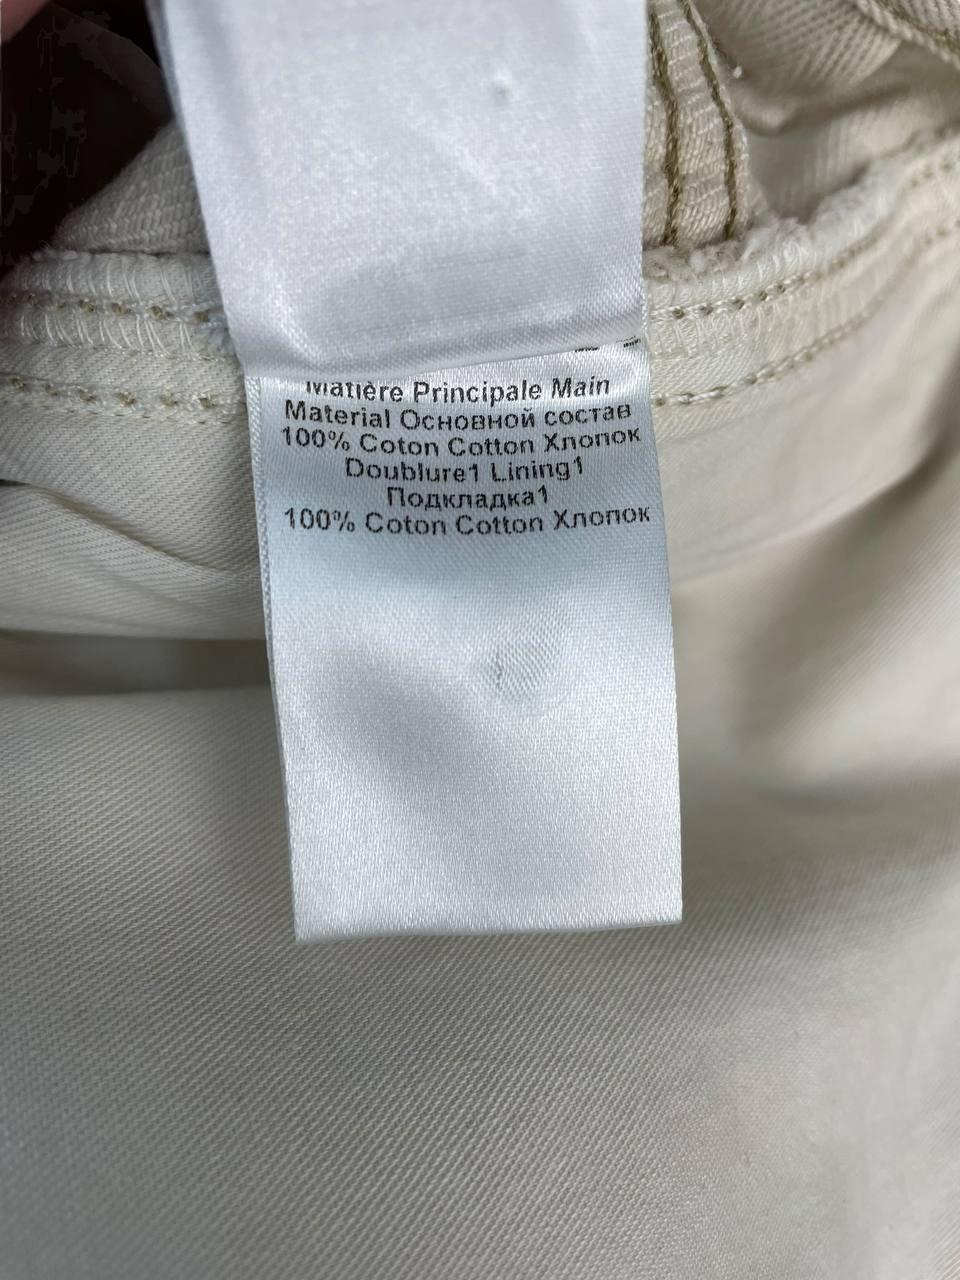 Matière Principale Main
Material Основной состав
100% Coton Cotton Хлопок
Doublure1 Lining1
Подкладка1
100% Coton Cotton Хлопок